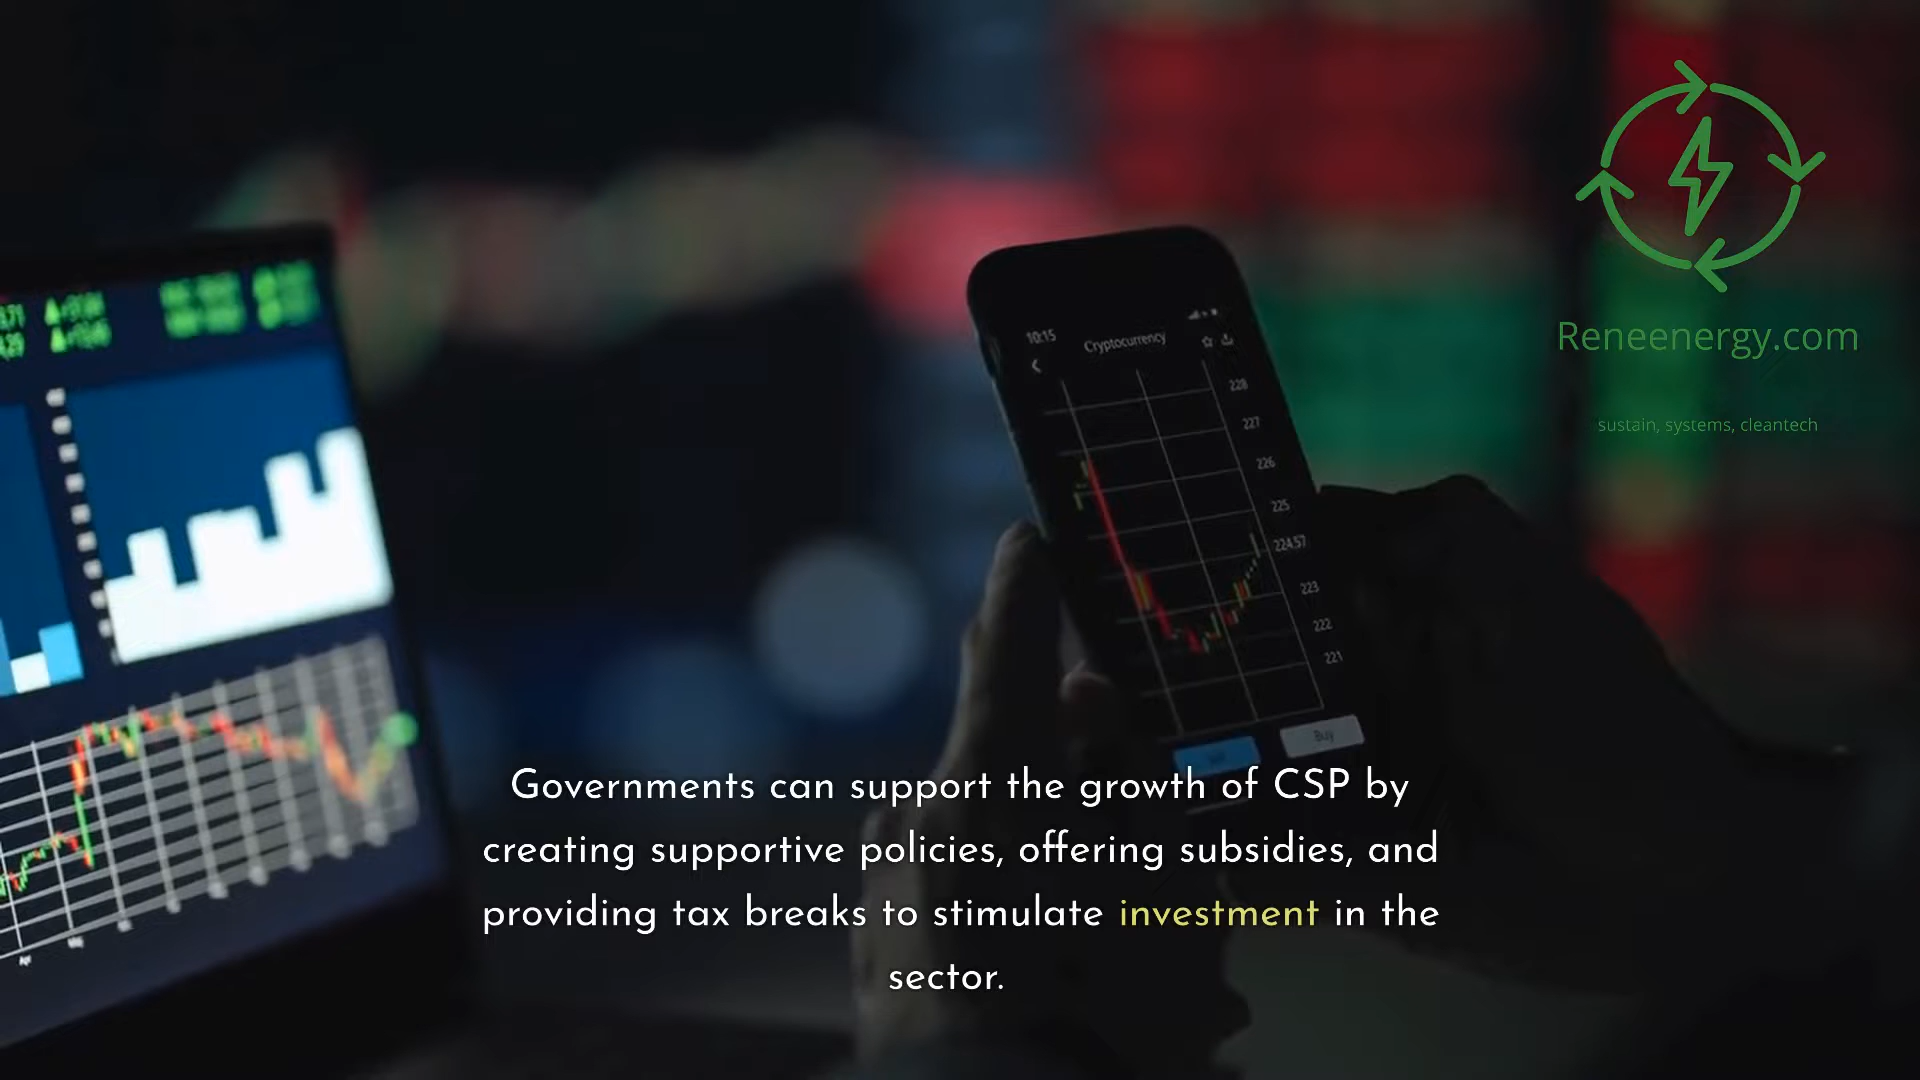 10:15
Cryptocurrency
228
227
226
225
224.57
223
222
221
Buy
Reneenergy.com
sustain, systems, cleantech
Governments can support the growth of CSP by
creating supportive policies, offering subsidies, and
providing tax breaks to stimulate investment in the
sector.